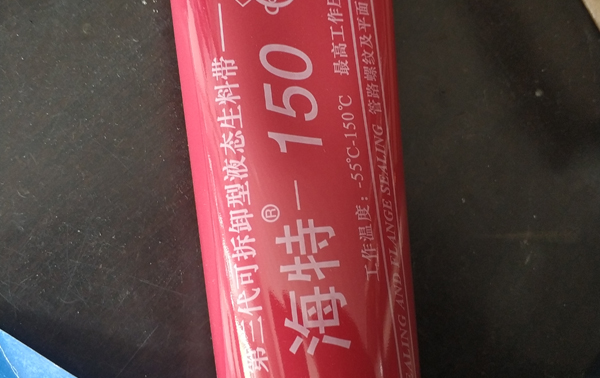 第三代可拆卸型液态生料带—
海特®–150
工作温度：-55℃-150℃ 最高工作压
管路螺纹及平面
SEALING AND FLANGE SEALING